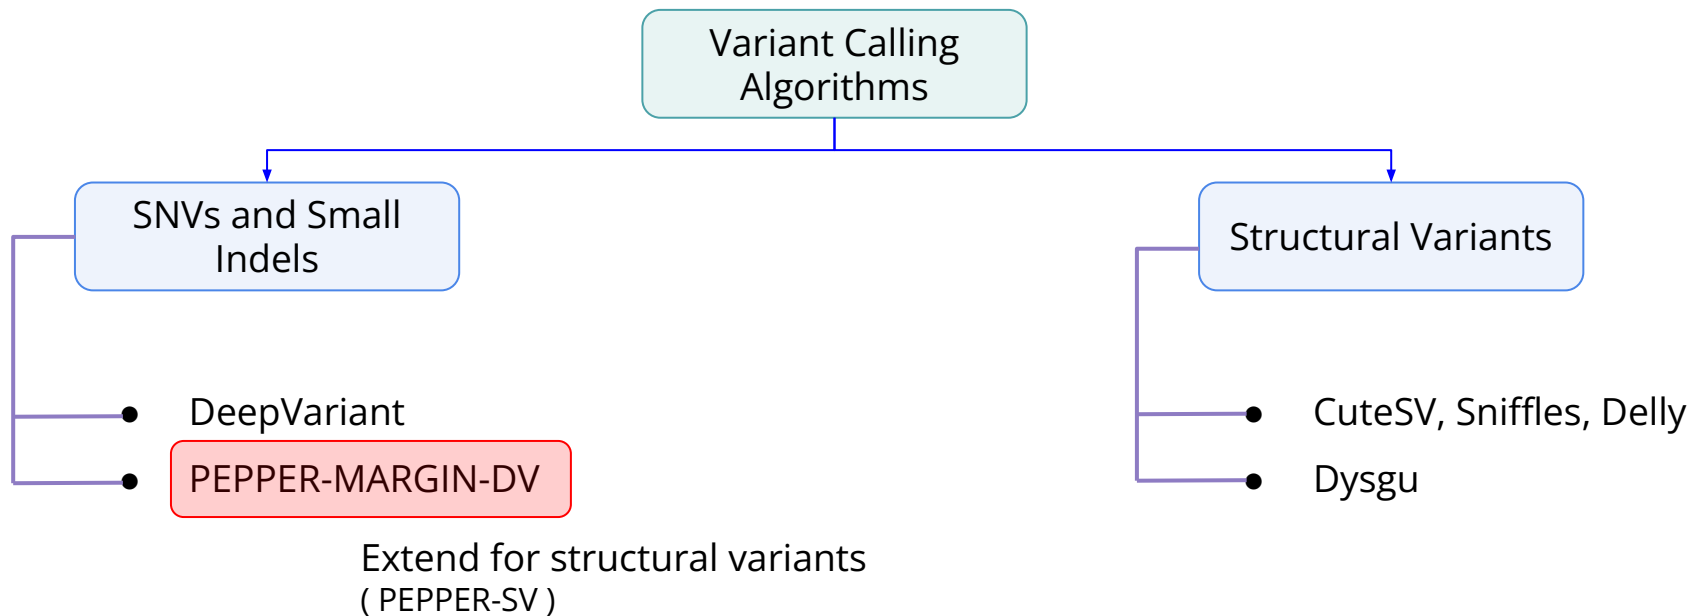 Variant Calling
Algorithms
SNVs and Small
Indels
Structural Variants
DeepVariant
PEPPER-MARGIN-DV
Extend for structural variants
( PEPPER-SV )
CuteSV, Sniffles, Delly
Dysgu